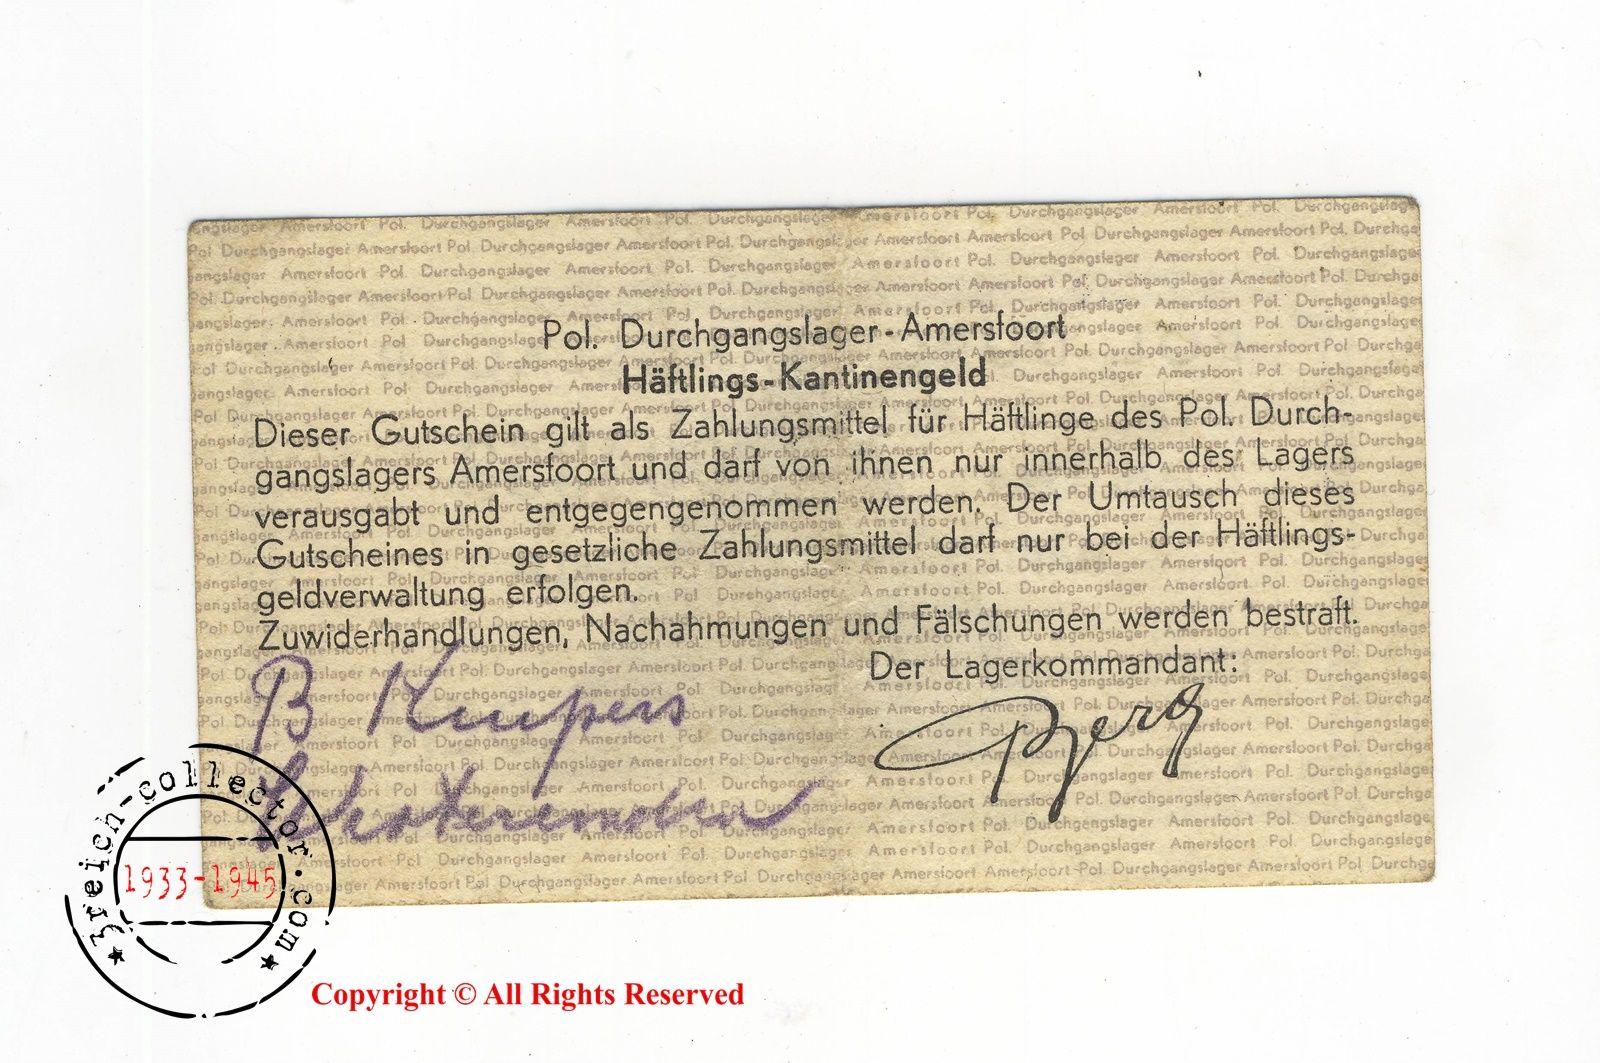 Pol. Durchgangslager-Amersfoort
Häftlings-Kantinengeld
Dieser Gutschein gilt als Zahlungsmittel für Häftlinge des Pol. Durch-
gangslagers Amersfoort und darf von ihnen nur innerhalb des Lagers
verausgabt und entgegengenommen werden. Der Umtausch dieses
Gutscheines in gesetzliche Zahlungsmittel darf nur bei der Häftlings-
geldverwaltung erfolgen.
Zuwiderhandlungen, Nachahmungen und Fälschungen werden bestraft.
Der Lagerkommandant:
Berg
B Kuipers
3reich-collector.com
1933-1945
Copyright © All Rights Reserved